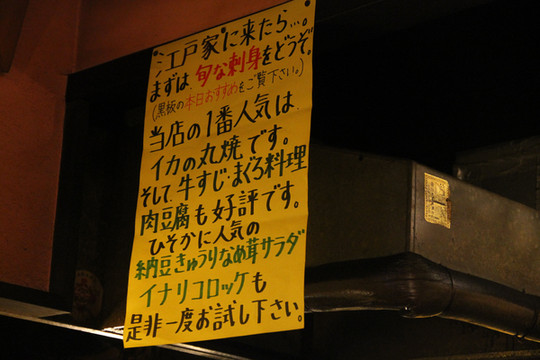 "江戸家"に来たら…。
まずは、旬な刺身をどうぞ。
(黒板の本日おすすめをご覧下さい。)
当店の1番人気は、
イカの丸焼です。
そして、牛すじ・まぐろ料理
肉豆腐も好評です。
ひそかに人気の
納豆きゅうりなめ茸サラダ
イナリコロッケも
是非一度お試し下さい。